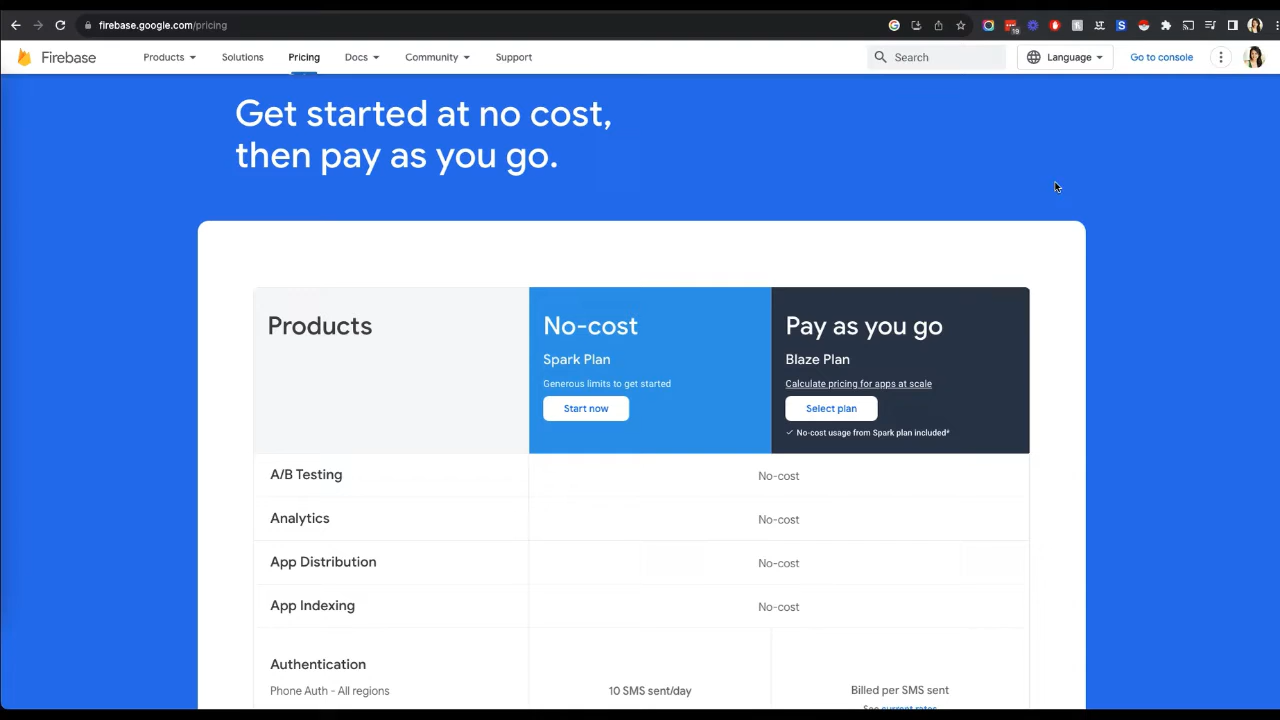 firebase.google.com/pricing
19
Firebase
Products
Solutions
Pricing
Docs
Community
Support
Search
Language
Go to console
Get started at no cost,
then pay as you go.
Products
No-cost
Spark Plan
Generous limits to get started
Start now
Pay as you go
Blaze Plan
Calculate pricing for apps at scale
Select plan
✓ No-cost usage from Spark plan included*
A/B Testing
No-cost
Analytics
No-cost
App Distribution
No-cost
App Indexing
No-cost
Authentication
Phone Auth - All regions
10 SMS sent/day
Billed per SMS sent
See current rates